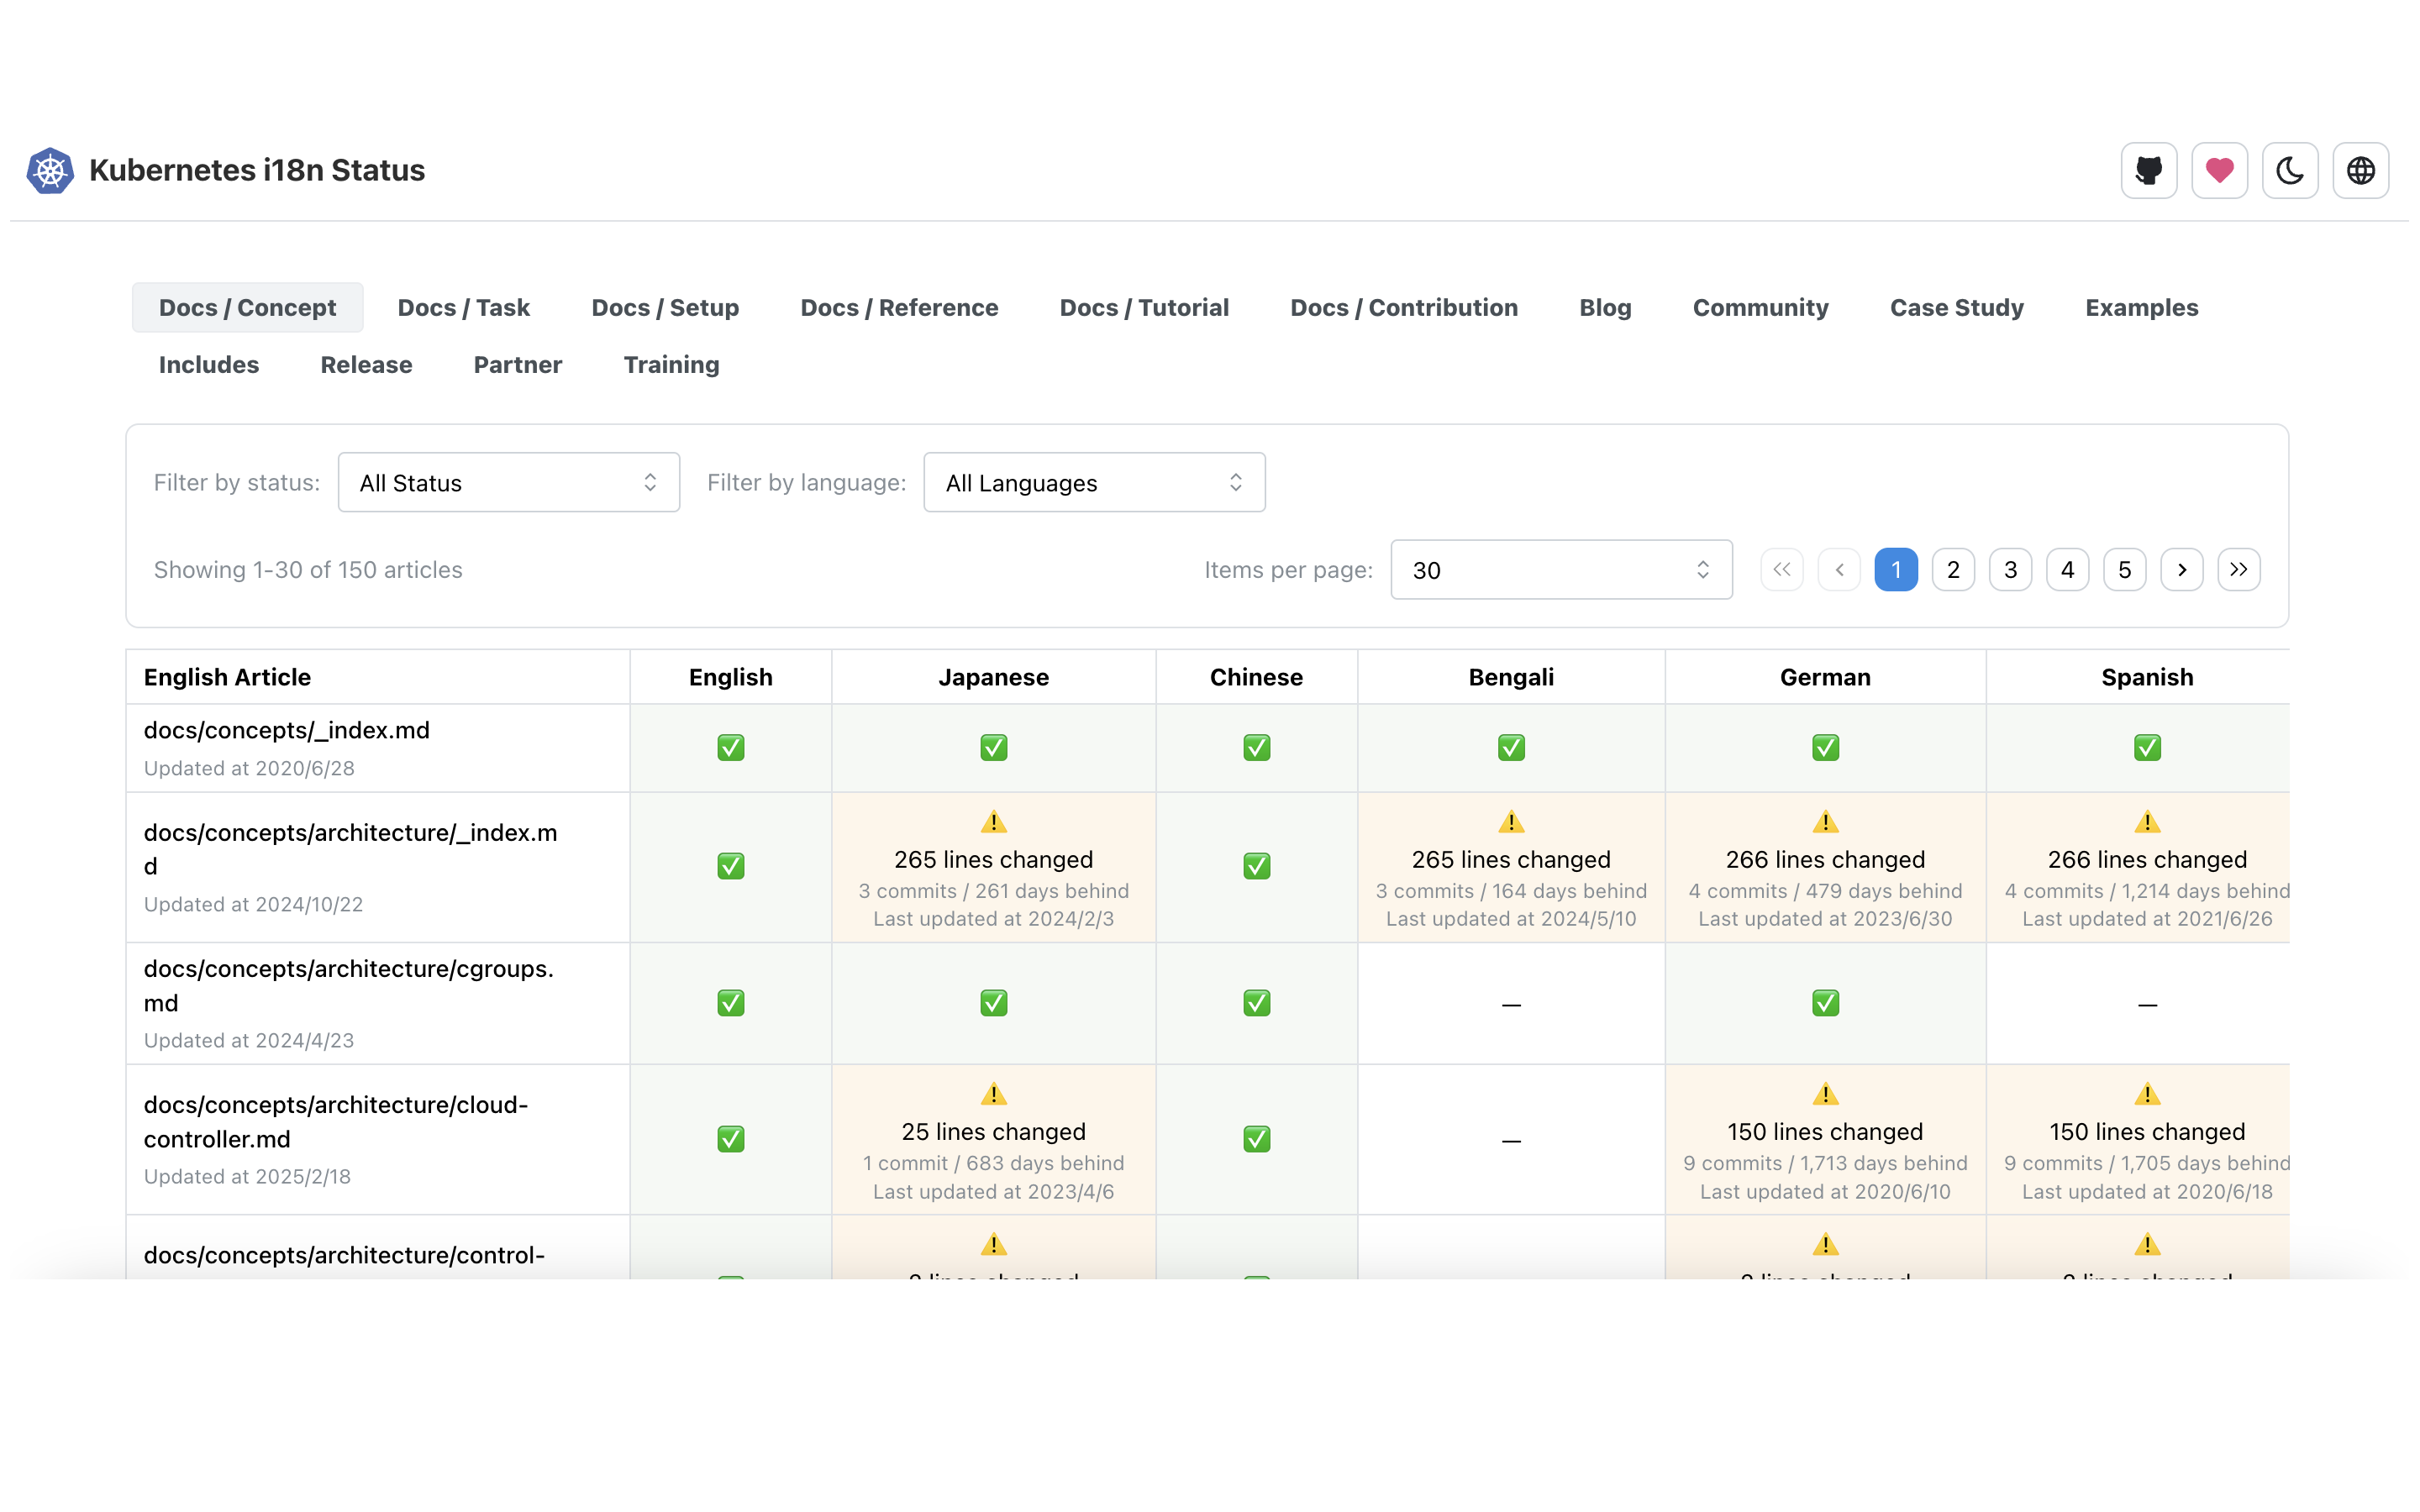 Kubernetes i18n Status
Docs / Concept Docs / Task Docs / Setup Docs / Reference Docs / Tutorial Docs / Contribution Blog Community Case Study Examples
Includes Release Partner Training
Filter by status: All Status Filter by language: All Languages
Showing 1-30 of 150 articles Items per page: 30 1 2 3 4 5
English Article English Japanese Chinese Bengali German Spanish
docs/concepts/_index.md
Updated at 2020/6/28
docs/concepts/architecture/_index.m
d
Updated at 2024/10/22
265 lines changed
3 commits / 261 days behind
Last updated at 2024/2/3
265 lines changed
3 commits / 164 days behind
Last updated at 2024/5/10
266 lines changed
4 commits / 479 days behind
Last updated at 2023/6/30
266 lines changed
4 commits / 1,214 days behind
Last updated at 2021/6/26
docs/concepts/architecture/cgroups.
md
Updated at 2024/4/23
—
—
docs/concepts/architecture/cloud-
controller.md
Updated at 2025/2/18
25 lines changed
1 commit / 683 days behind
Last updated at 2023/4/6
—
150 lines changed
9 commits / 1,713 days behind
Last updated at 2020/6/10
150 lines changed
9 commits / 1,705 days behind
Last updated at 2020/6/18
docs/concepts/architecture/control-
lines changed
lines changed
lines changed